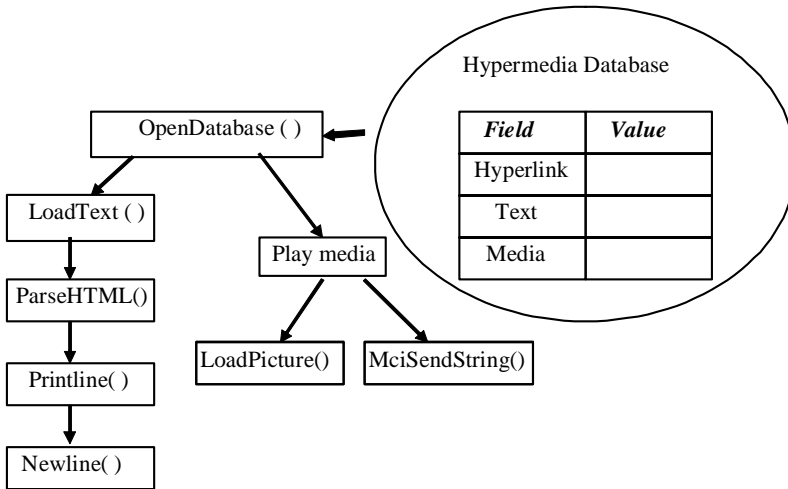 Hypermedia Database
OpenDatabase ( )
Field Value
Hyperlink
Text
Media
LoadText ( )
Play media
ParseHTML()
LoadPicture()
MciSendString()
Printline( )
Newline( )